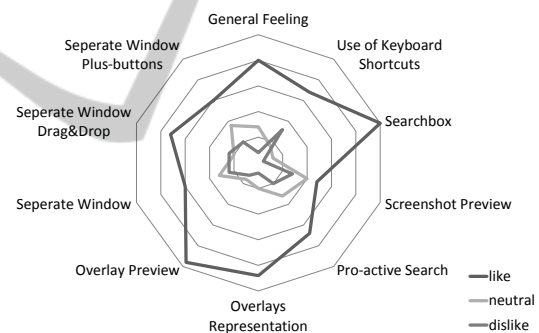 General Feeling
Use of Keyboard
Shortcuts
Searchbox
Screenshot Preview
Pro-active Search
Overlays
Representation
Overlay Preview
Seperate Window
Seperate Window
Drag&Drop
Seperate Window
Plus-buttons
like
neutral
dislike